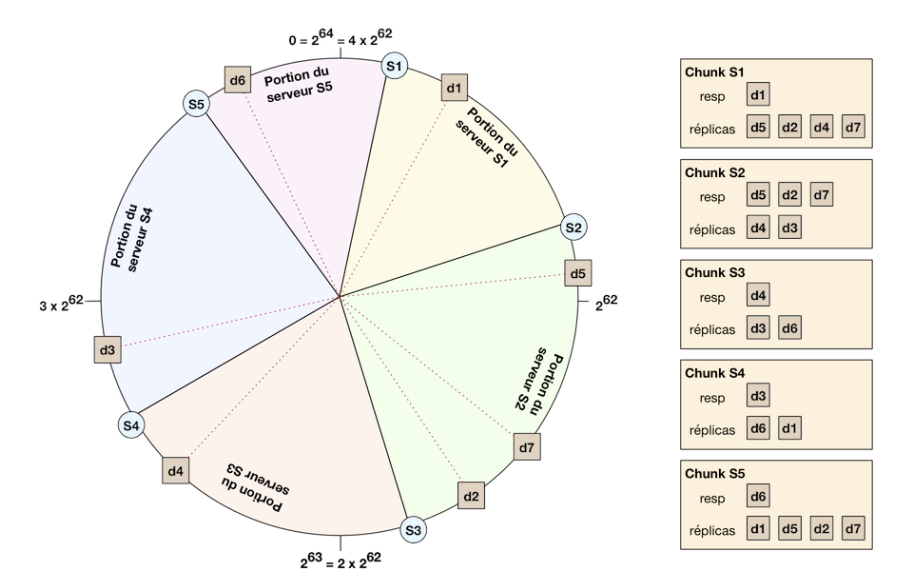 0 = 2^64 = 4 x 2^62
S1
d6
Portion du
serveur S5
d1
S5
Portion du
serveur S1
S2
Portion du
serveur S4
d5
3 x 2^62
2^62
d3
Portion du
serveur S2
S4
d7
d4
Portion du
serveur S3
d2
S3
2^63 = 2 x 2^62
Chunk S1
resp d1
réplicas d5 d2 d4 d7
Chunk S2
resp d5 d2 d7
réplicas d4 d3
Chunk S3
resp d4
réplicas d3 d6
Chunk S4
resp d3
réplicas d6 d1
Chunk S5
resp d6
réplicas d1 d5 d2 d7